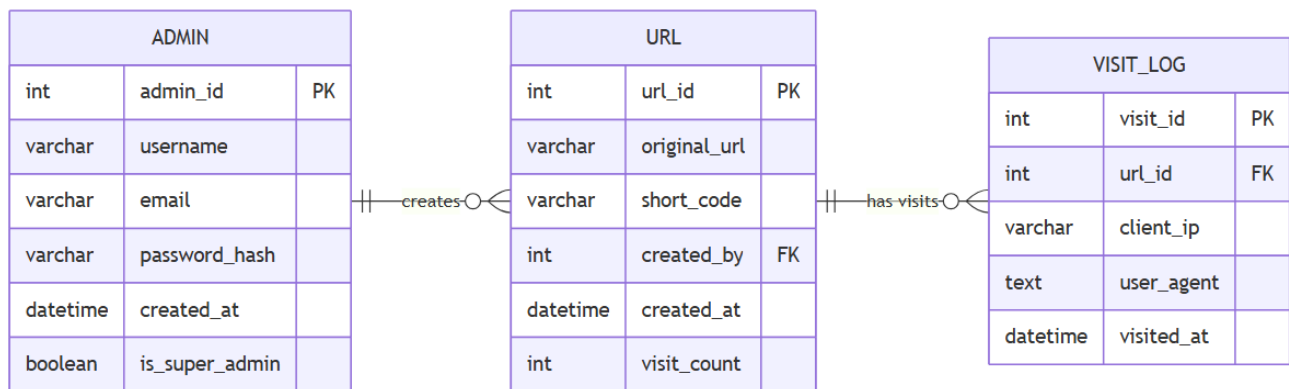 ADMIN
int admin_id PK
varchar username
varchar email
varchar password_hash
datetime created_at
boolean is_super_admin
creates
URL
int url_id PK
varchar original_url
varchar short_code
int created_by FK
datetime created_at
int visit_count
has visits
VISIT_LOG
int visit_id PK
int url_id FK
varchar client_ip
text user_agent
datetime visited_at